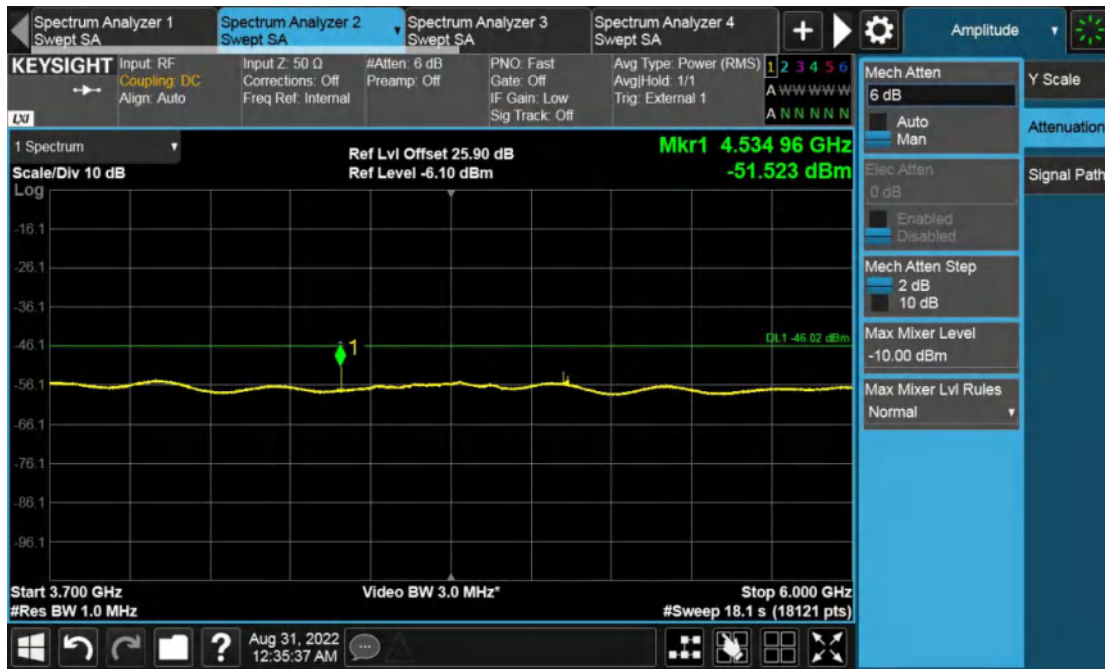 Spectrum Analyzer 1
Swept SA
Spectrum Analyzer 2
Swept SA
Spectrum Analyzer 3
Swept SA
Spectrum Analyzer 4
Swept SA
Amplitude
KEYSIGHT
LXI
Input: RF
Coupling: DC
Align: Auto
Input Z: 50 Ω
Corrections: Off
Freq Ref: Internal
#Atten: 6 dB
Preamp: Off
PNO: Fast
Gate: Off
IF Gain: Low
Sig Track: Off
Avg Type: Power (RMS)
Avg|Hold: 1/1
Trig: External 1
1 2 3 4 5 6
A W W W W W
A N N N N N
1 Spectrum
Scale/Div 10 dB
Log
Ref Lvl Offset 25.90 dB
Ref Level -6.10 dBm
Mkr1 4.534 96 GHz
-51.523 dBm
-16.1
-26.1
-36.1
-46.1
-56.1
-66.1
-76.1
-86.1
-96.1
1
DL1 -46.02 dBm
Start 3.700 GHz
#Res BW 1.0 MHz
Video BW 3.0 MHz*
Stop 6.000 GHz
#Sweep 18.1 s (18121 pts)
Mech Atten
6 dB
Auto
Man
Elec Atten
0 dB
Enabled
Disabled
Mech Atten Step
2 dB
10 dB
Max Mixer Level
-10.00 dBm
Max Mixer Lvl Rules
Normal
Y Scale
Attenuation
Signal Path
?
Aug 31, 2022
12:35:37 AM